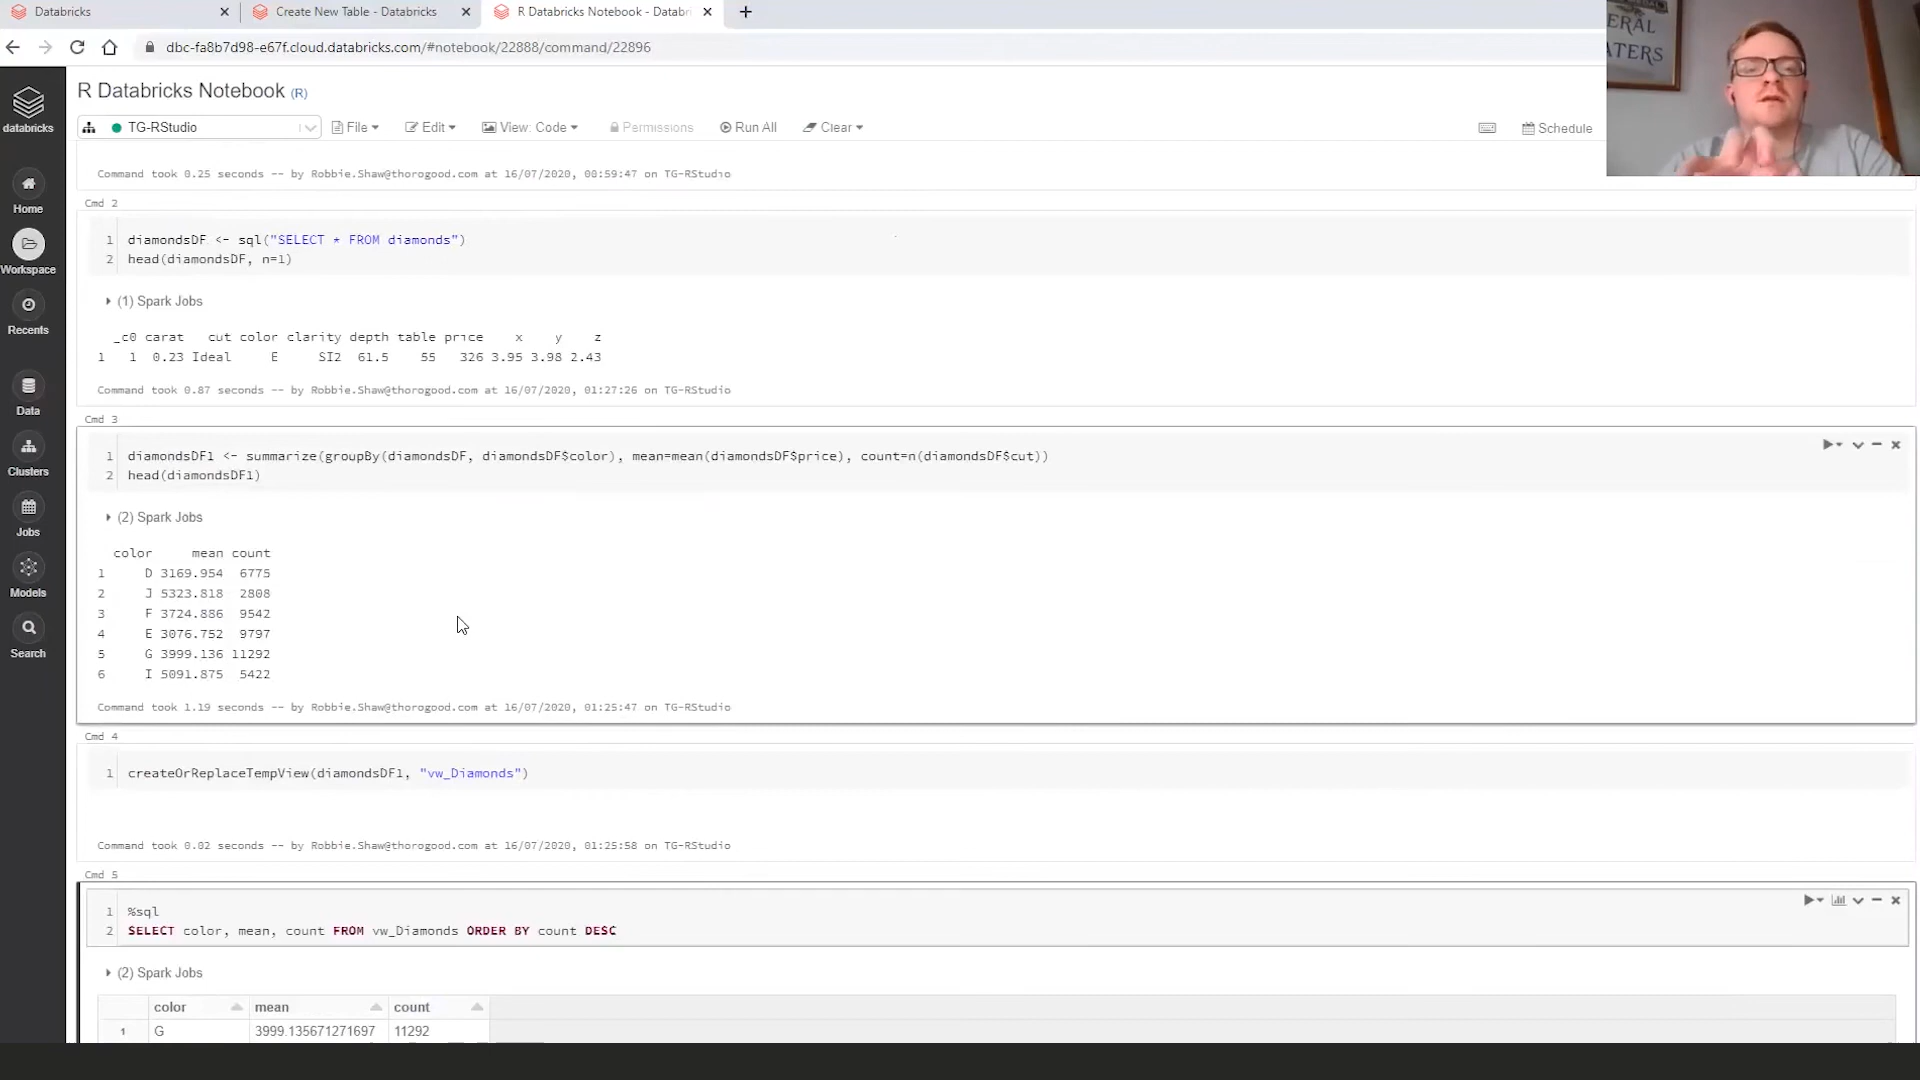 Databricks
Create New Table - Databricks
R Databricks Notebook - Databri
dbc-fa8b7d98-e67f.cloud.databricks.com/#notebook/22888/command/22896
ERAL
ATERS
databricks
Home
Workspace
Recents
Data
Clusters
Jobs
Models
Search
R Databricks Notebook (R)
TG-RStudio File Edit View: Code Permissions Run All Clear Schedule
Command took 0.25 seconds -- by Robbie.Shaw@thorogood.com at 16/07/2020, 00:59:47 on TG-RStudio
Cmd 2
1 diamondsDF <- sql("SELECT * FROM diamonds")
2 head(diamondsDF, n=1)
(1) Spark Jobs
_c0 carat cut color clarity depth table price x y z
1 1 0.23 Ideal E SI2 61.5 55 326 3.95 3.98 2.43
Command took 0.87 seconds -- by Robbie.Shaw@thorogood.com at 16/07/2020, 01:27:26 on TG-RStudio
Cmd 3
1 diamondsDF1 <- summarize(groupBy(diamondsDF, diamondsDF$color), mean=mean(diamondsDF$price), count=n(diamondsDF$cut))
2 head(diamondsDF1)
(2) Spark Jobs
color mean count
1 D 3169.954 6775
2 J 5323.818 2808
3 F 3724.886 9542
4 E 3076.752 9797
5 G 3999.136 11292
6 I 5091.875 5422
Command took 1.19 seconds -- by Robbie.Shaw@thorogood.com at 16/07/2020, 01:25:47 on TG-RStudio
Cmd 4
1 createOrReplaceTempView(diamondsDF1, "vw_Diamonds")
Command took 0.02 seconds -- by Robbie.Shaw@thorogood.com at 16/07/2020, 01:25:58 on TG-RStudio
Cmd 5
1 %sql
2 SELECT color, mean, count FROM vw_Diamonds ORDER BY count DESC
(2) Spark Jobs
color mean count
1 G 3999.135671271697 11292